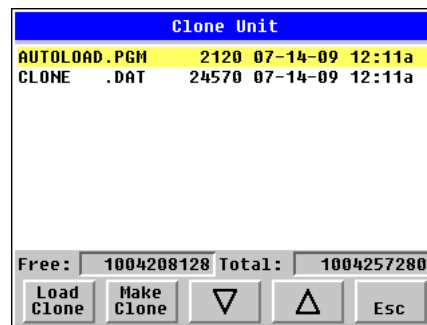 Clone Unit
AUTOLOAD.PGM 2120 07-14-09 12:11a
CLONE .DAT 24570 07-14-09 12:11a
Free: 1004208128 Total: 1004257280
Load Clone Make Clone Esc